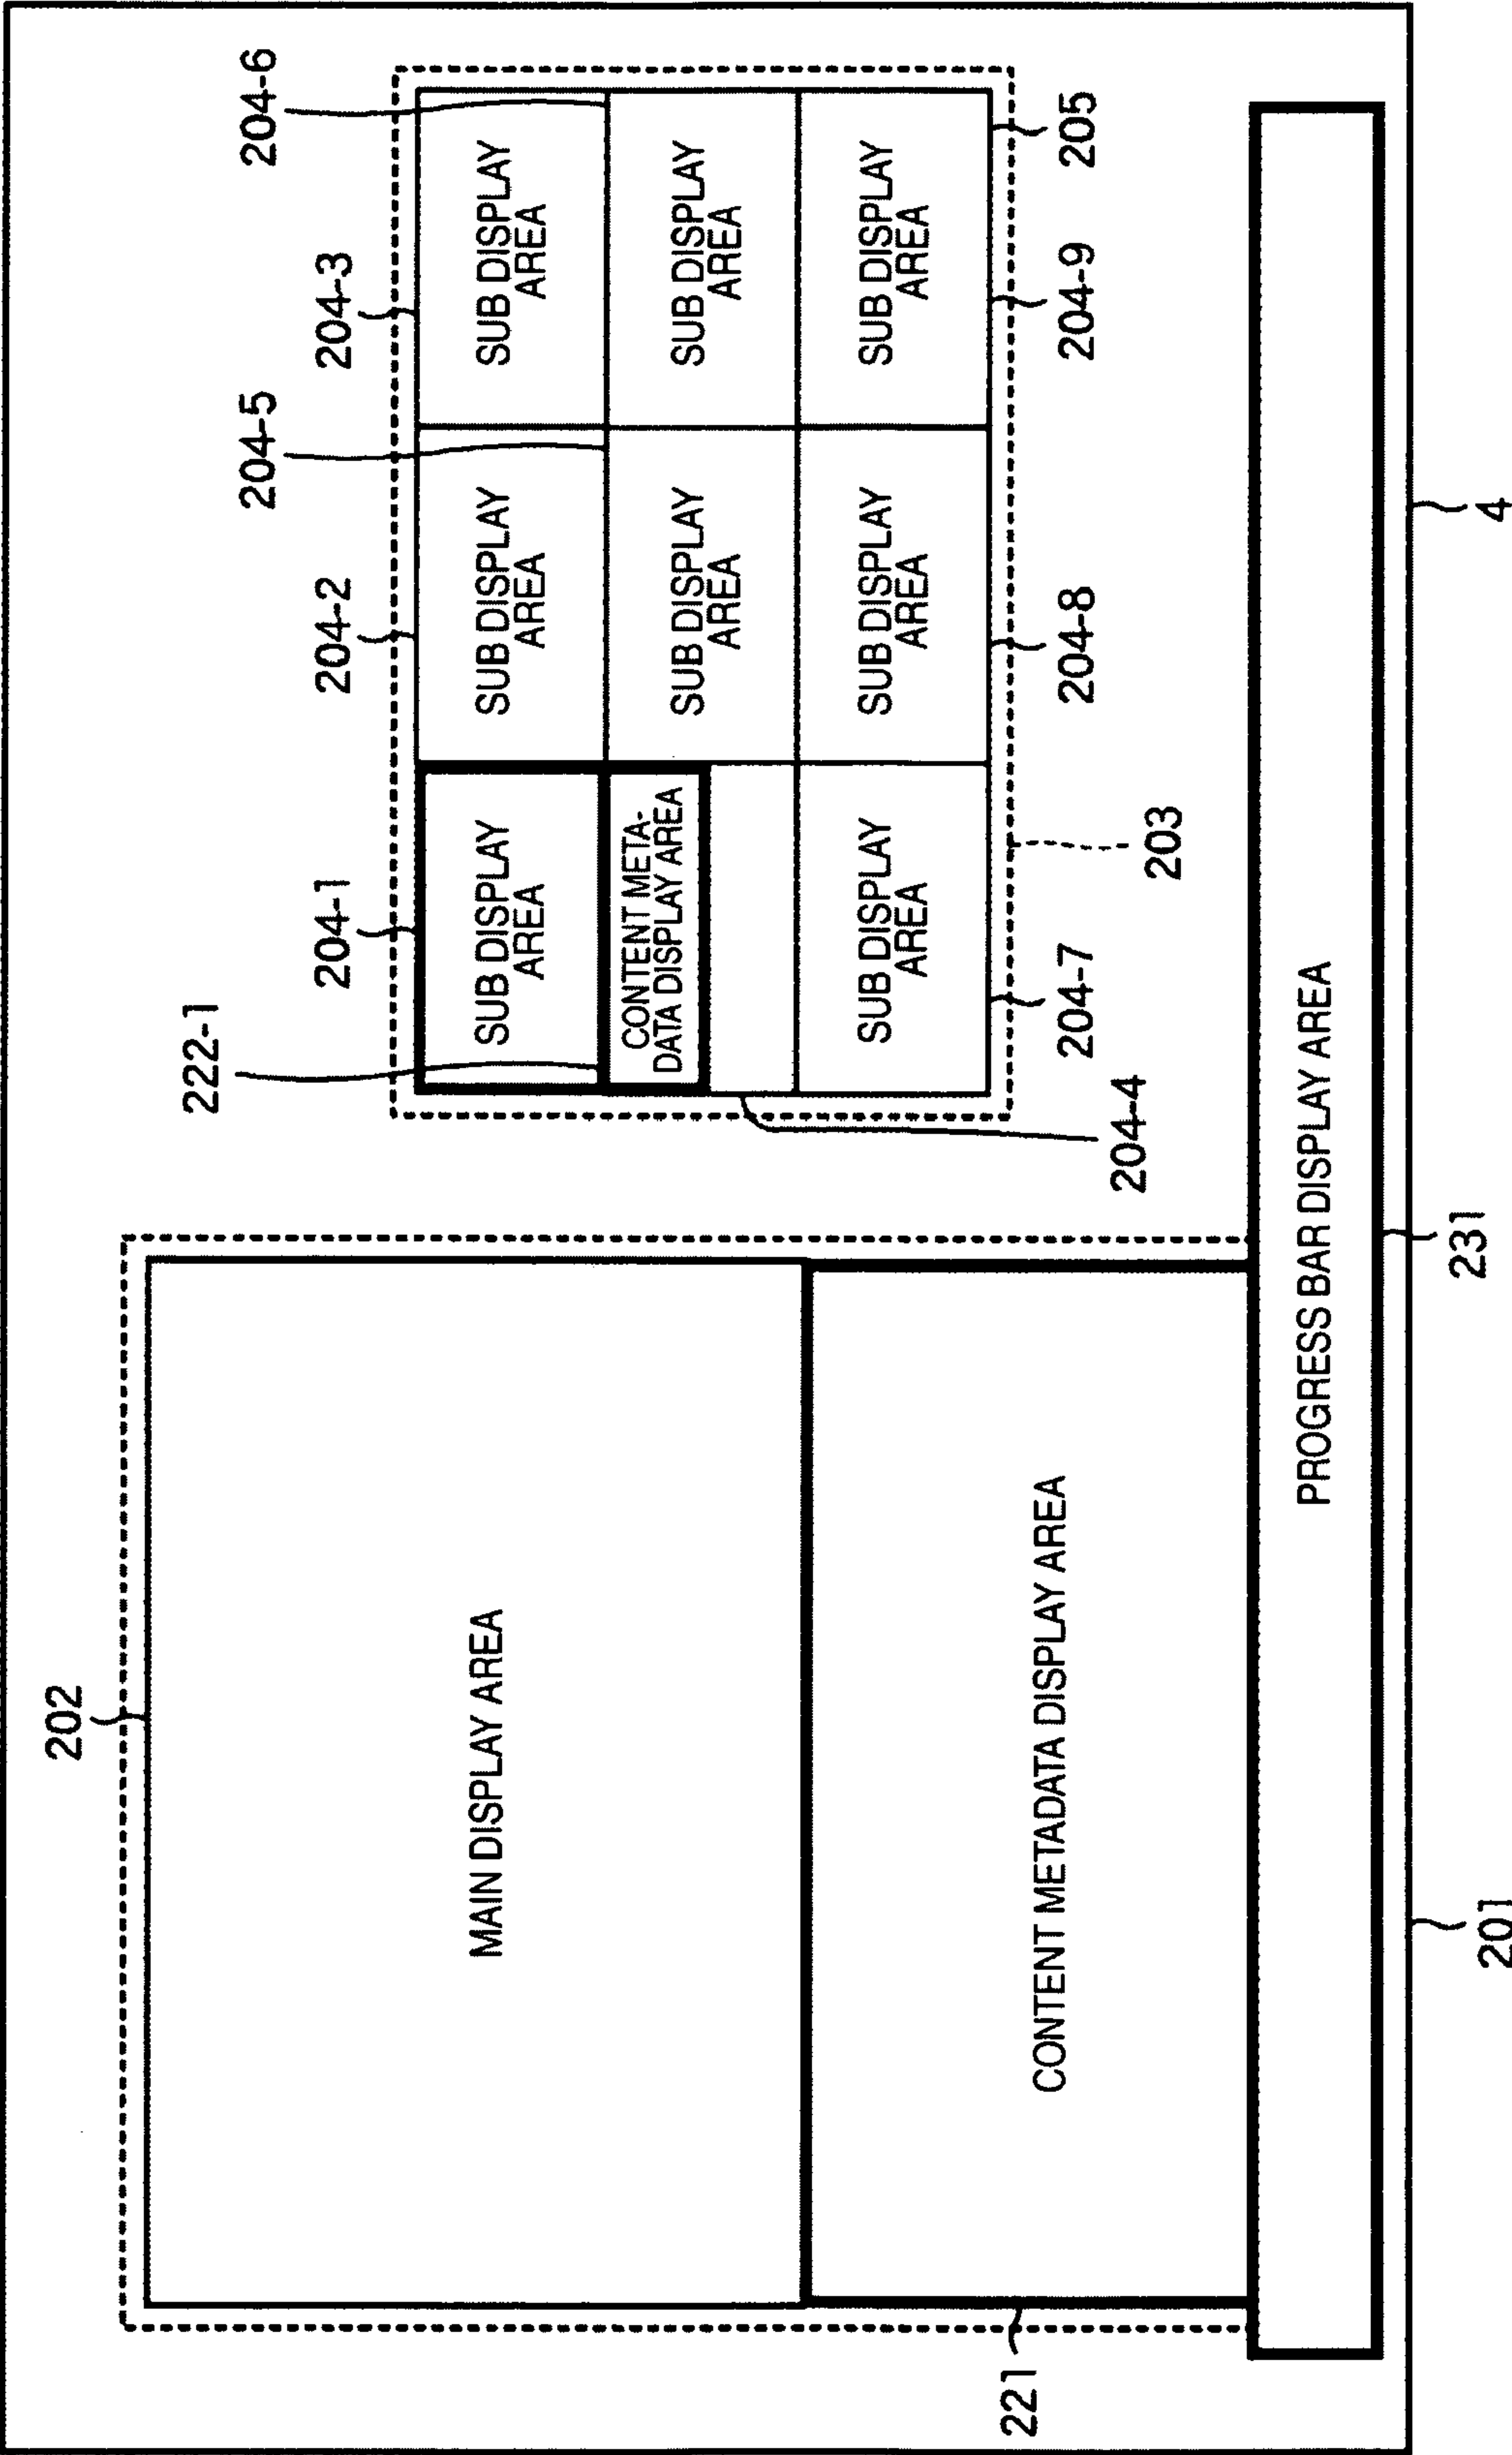 202
MAIN DISPLAY AREA
CONTENT METADATA DISPLAY AREA
221
222-1
204-1
204-2
204-3
204-5
204-6
SUB DISPLAY
AREA
SUB DISPLAY
AREA
SUB DISPLAY
AREA
CONTENT META-
DATA DISPLAY AREA
SUB DISPLAY
AREA
SUB DISPLAY
AREA
SUB DISPLAY
AREA
SUB DISPLAY
AREA
SUB DISPLAY
AREA
204-4
204-7
203
204-8
204-9
205
PROGRESS BAR DISPLAY AREA
201
231
4